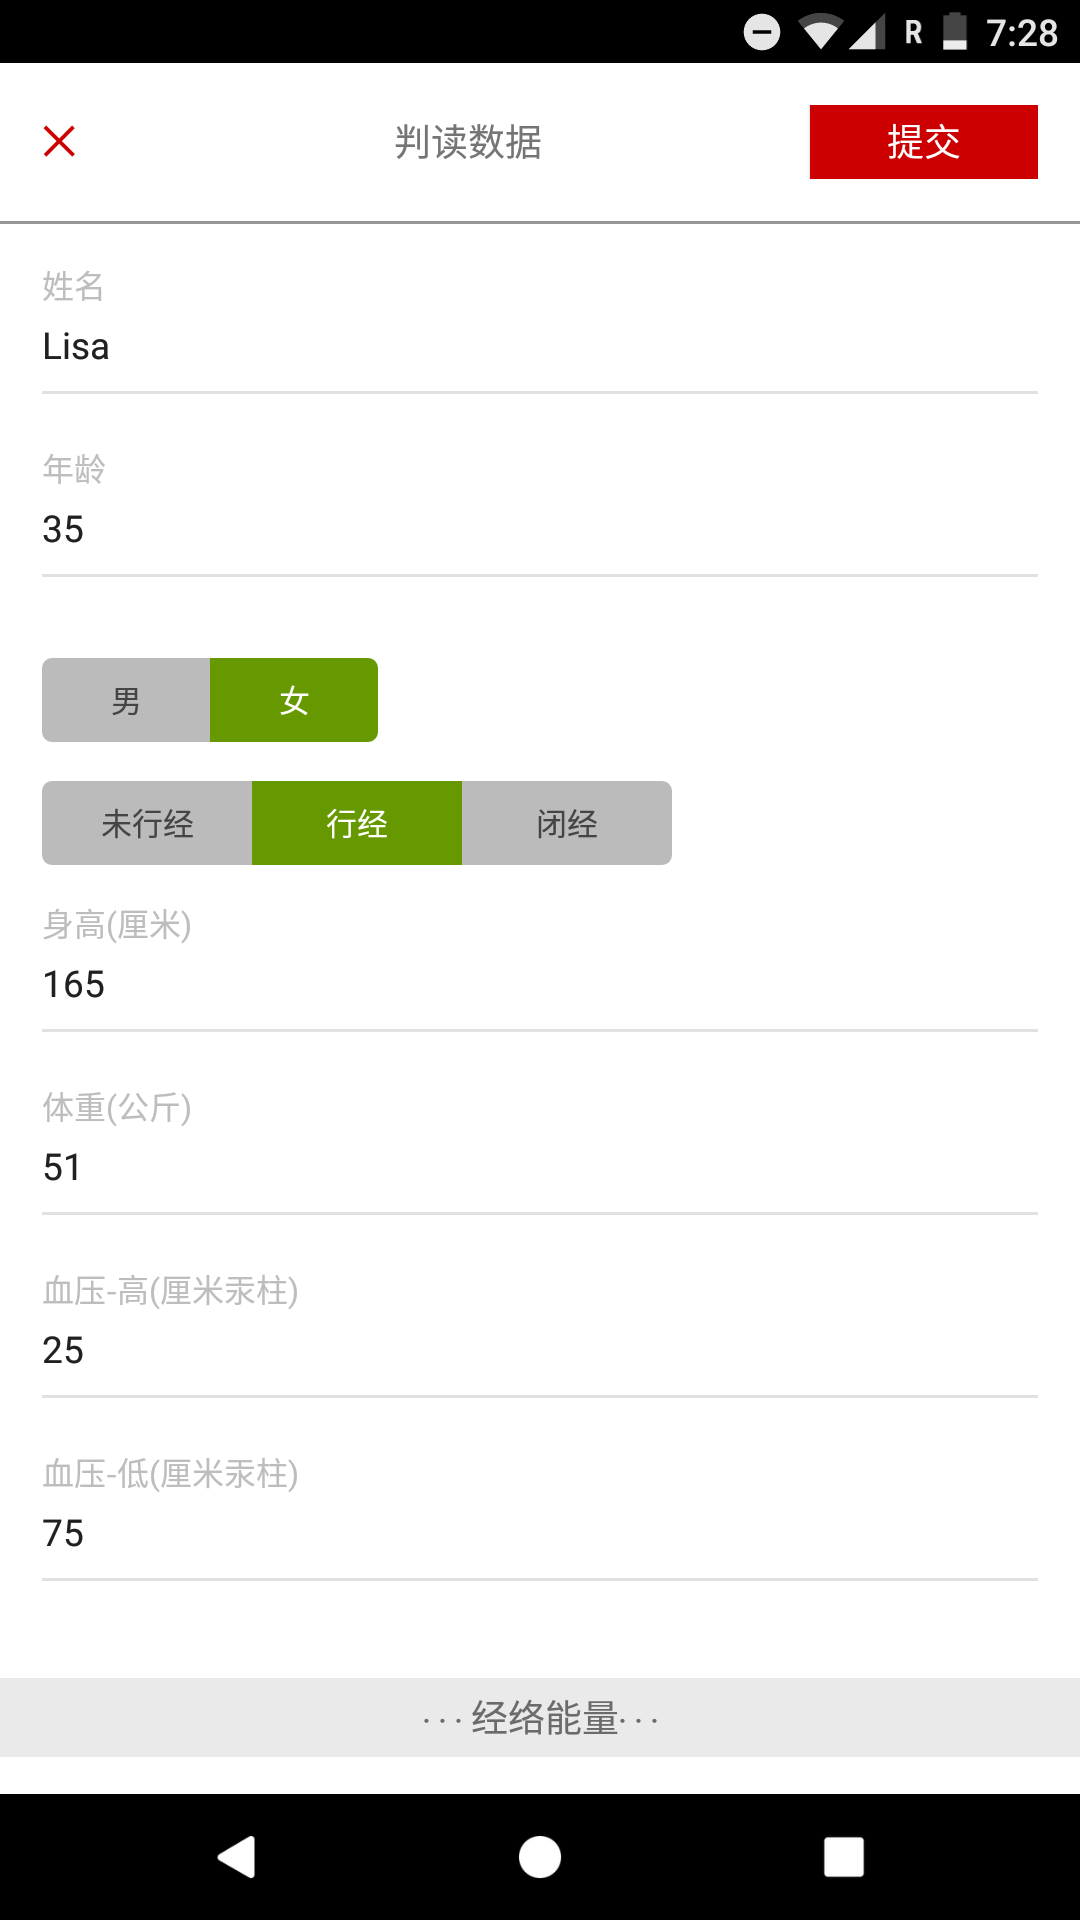 R 7:28
判读数据
提交
姓名
Lisa
年龄
35
男 女
未行经 行经 闭经
身高(厘米)
165
体重(公斤)
51
血压-高(厘米汞柱)
25
血压-低(厘米汞柱)
75
···经络能量···